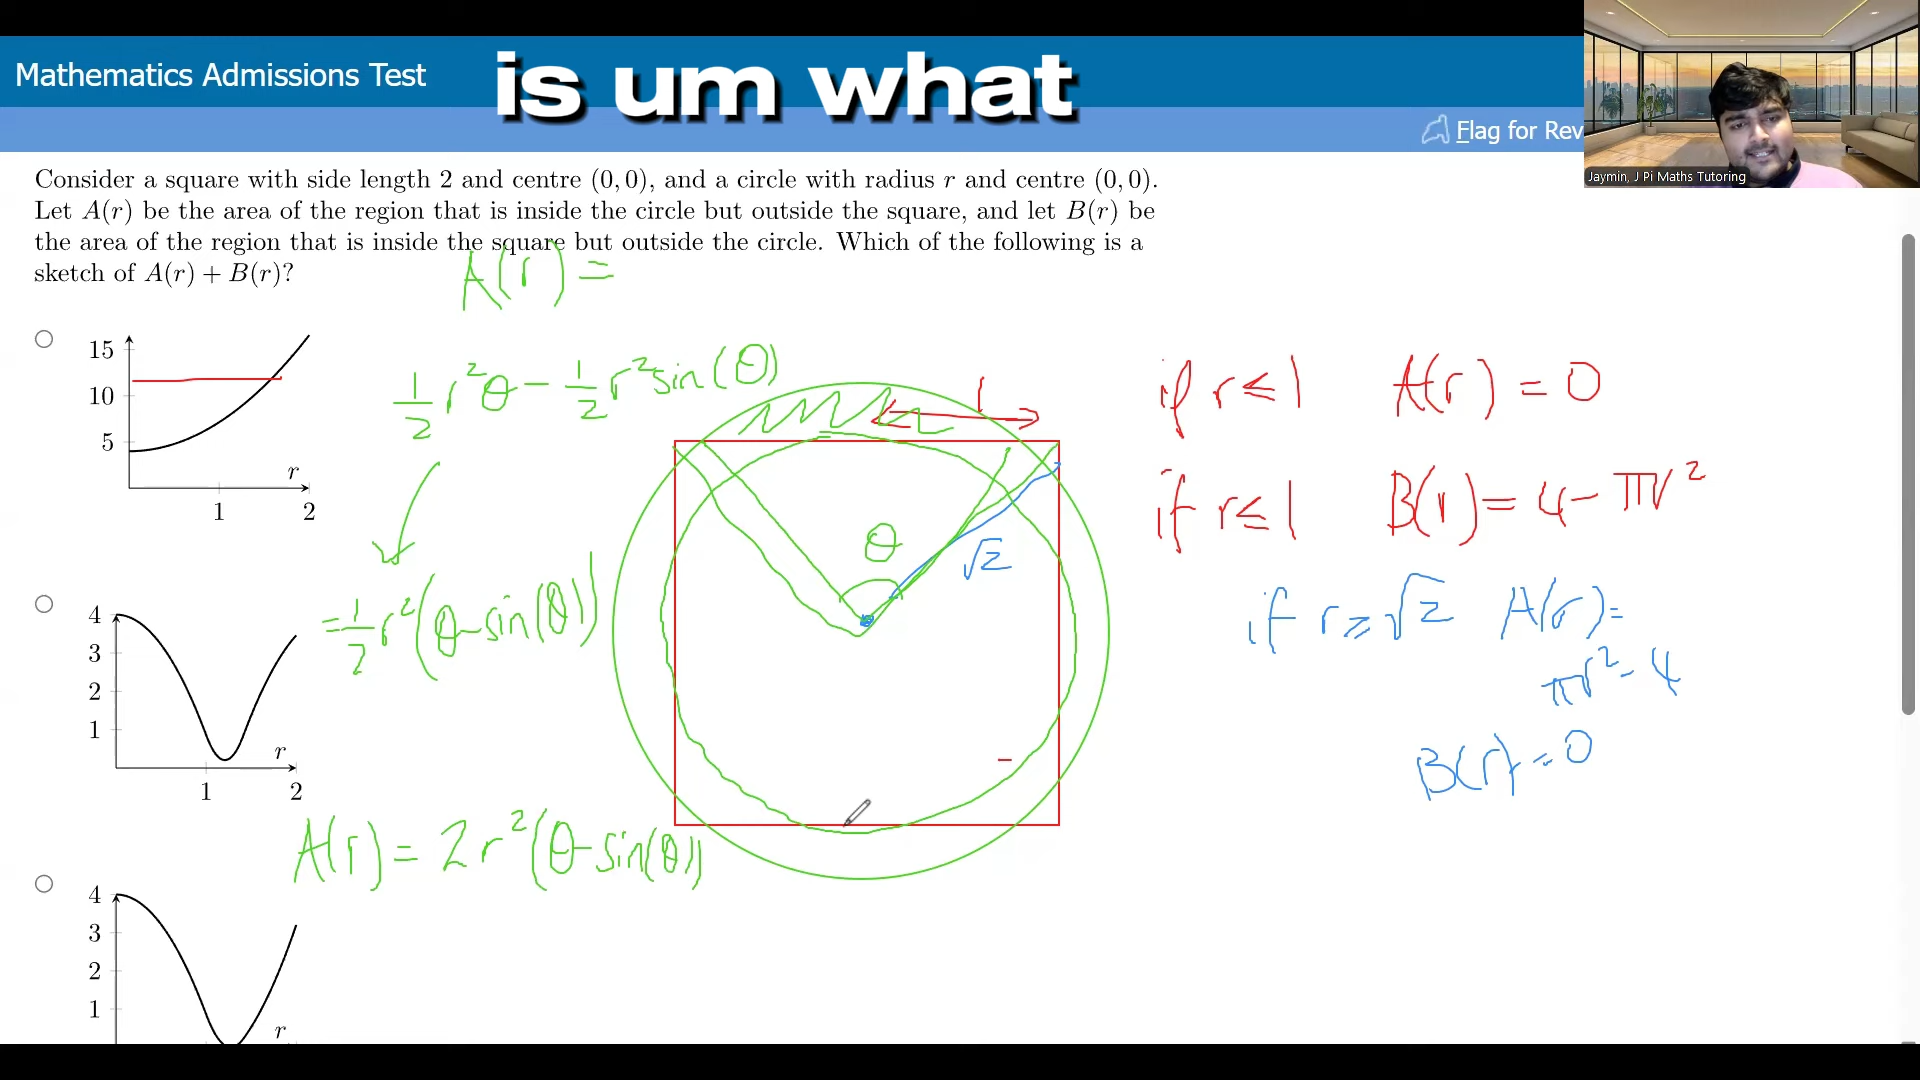 is um what
Mathematics Admissions Test
Flag for Rev
Jaymin, J Pi Maths Tutoring
Consider a square with side length 2 and centre (0, 0), and a circle with radius r and centre (0, 0).
Let A(r) be the area of the region that is inside the circle but outside the square, and let B(r) be
the area of the region that is inside the square but outside the circle. Which of the following is a
sketch of A(r) + B(r)?
A(r) =
15
10
5
r
1 2
½ r² θ − ½ r² sin(θ)
= ½ r² (θ − sin(θ))
1
θ
√2
if r ≤ 1 A(r) = 0
if r ≤ 1 B(r) = 4 − πr²
if r ≥ √2 A(r) =
πr² − 4
B(r) = 0
4
3
2
1
r
1 2
A(r) = 2r² (θ − sin(θ))
4
3
2
1
r